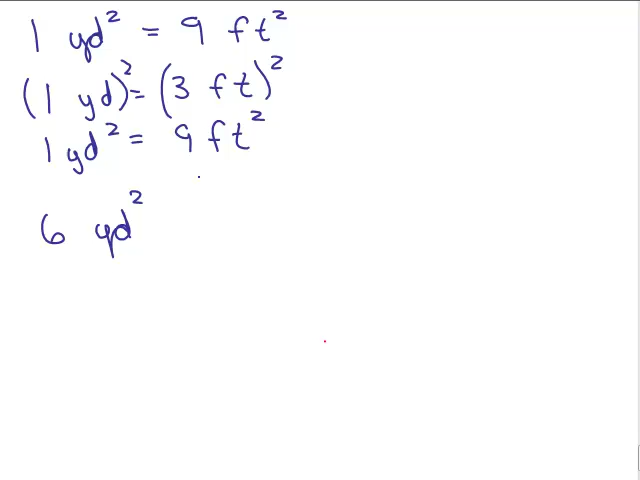 1 yd² = 9 ft²
(1 yd)² = (3 ft)²
1 yd² = 9 ft²
6 yd²